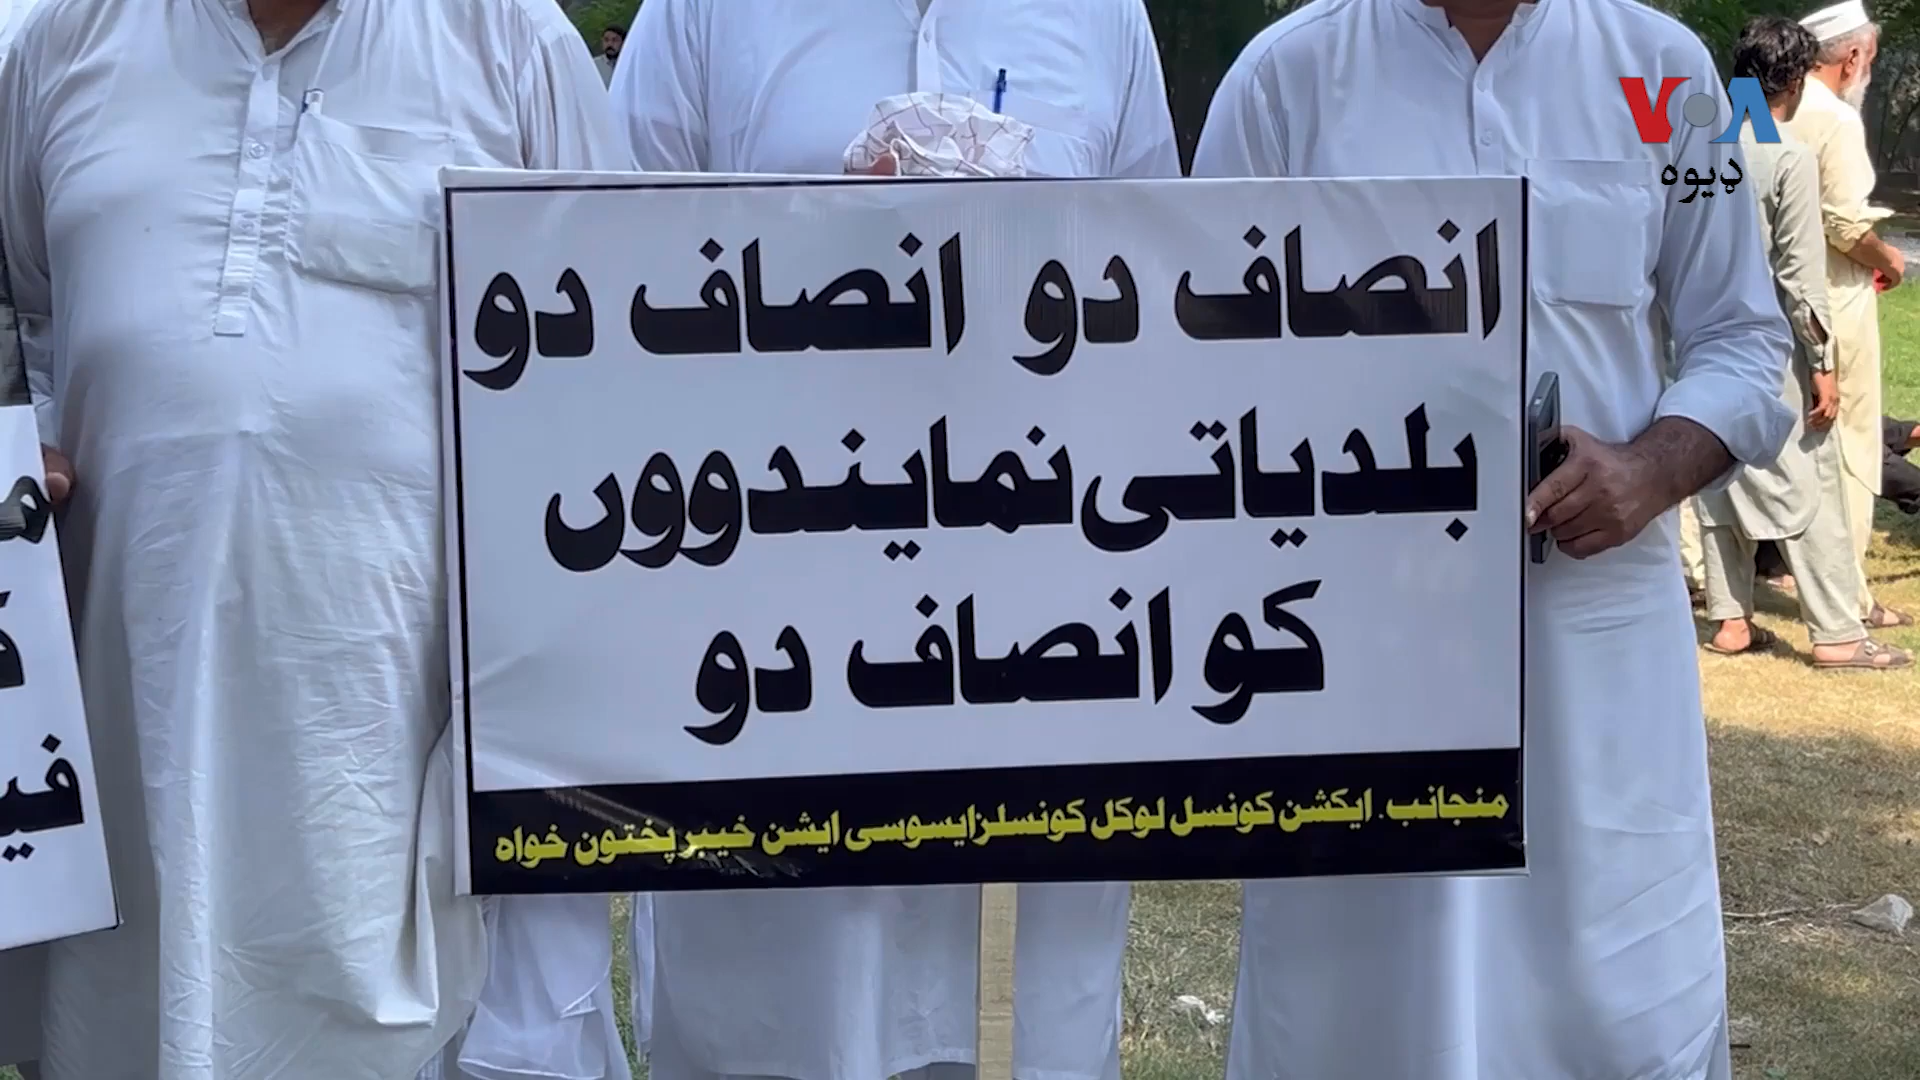 VOA
ډیوه
انصاف دو انصاف دو
بلدیاتی نمایندووں
کو انصاف دو
منجانب. ایکشن کونسل لوکل کونسلز ایسوسی ایشن خیبر پختون خواہ